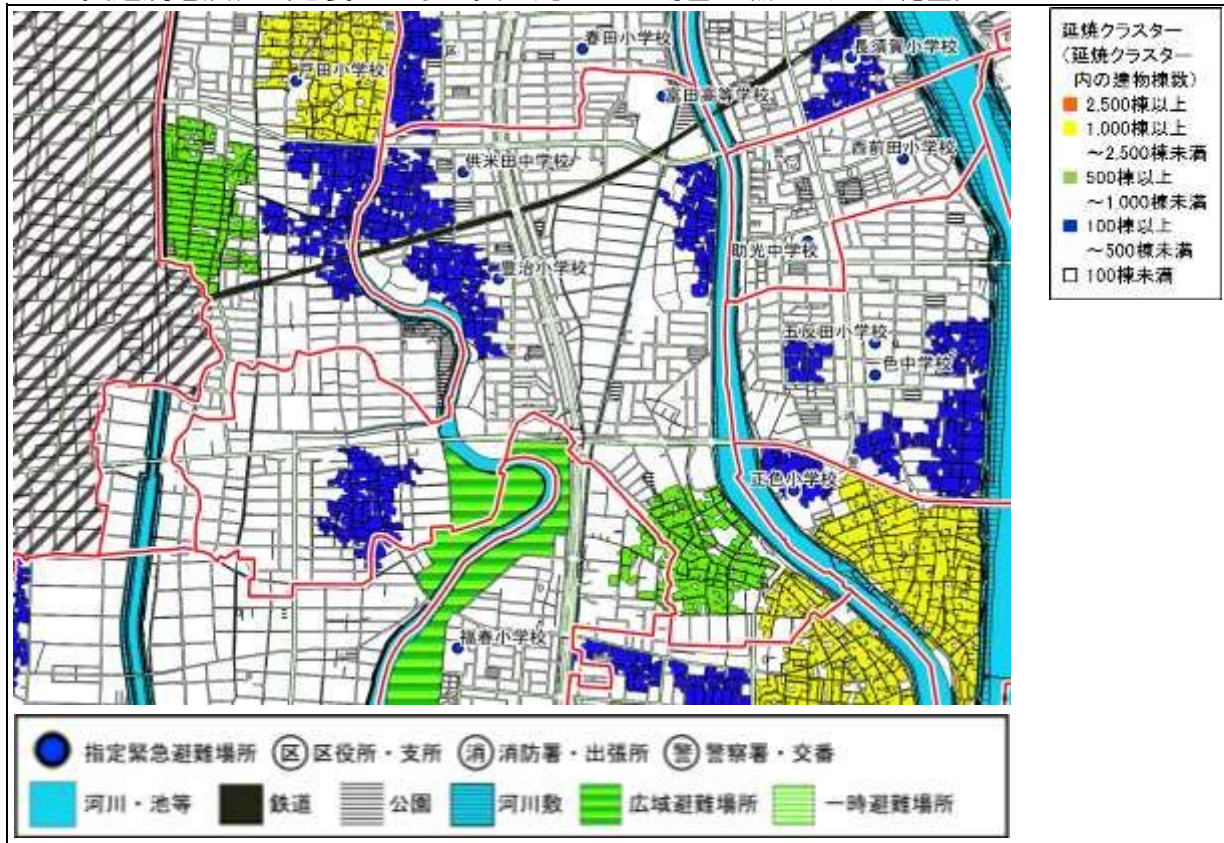 春田小学校
長須賀小学校
戸田小学校
区
富田高等学校
供米田中学校
西前田小学校
助光中学校
豊治小学校
五反田小学校
一色中学校
正色小学校
福春小学校
延焼クラスター
(延焼クラスター
内の建物棟数)
2,500棟以上
1,000棟以上
~2,500棟未満
500棟以上
~1,000棟未満
100棟以上
~500棟未満
100棟未満
指定緊急避難場所 区 区役所・支所 消 消防署・出張所 警 警察署・交番
河川・池等 鉄道 公園 河川敷 広域避難場所 一時避難場所